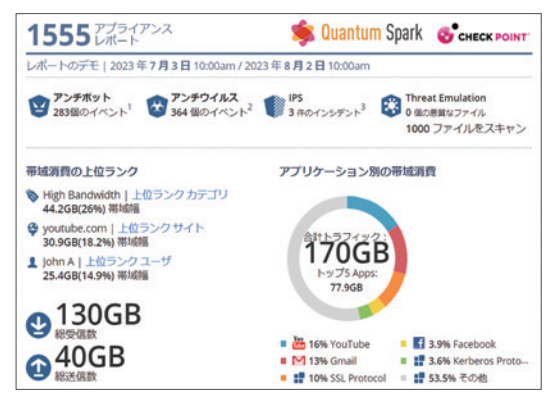 1555 アプライアンス
レポート
Quantum Spark
CHECK POINT
レポートのデモ | 2023 年 7 月 3 日 10:00am / 2023 年 8 月 2 日 10:00am
アンチボット
283個のイベント1
アンチウイルス
364 個のイベント2
IPS
3 件のインシデント3
Threat Emulation
0 個の悪質なファイル
1000 ファイルをスキャン
帯域消費の上位ランク
High Bandwidth | 上位ランク カテゴリ
44.2GB(26%) 帯域幅
youtube.com | 上位ランク サイト
30.9GB(18.2%) 帯域幅
John A | 上位ランク ユーザ
25.4GB(14.9%) 帯域幅
130GB
総受信数
40GB
総送信数
アプリケーション別の帯域消費
合計トラフィック:
170GB
トップ5 Apps:
77.9GB
16% YouTube
13% Gmail
10% SSL Protocol
3.9% Facebook
3.6% Kerberos Proto...
53.5% その他